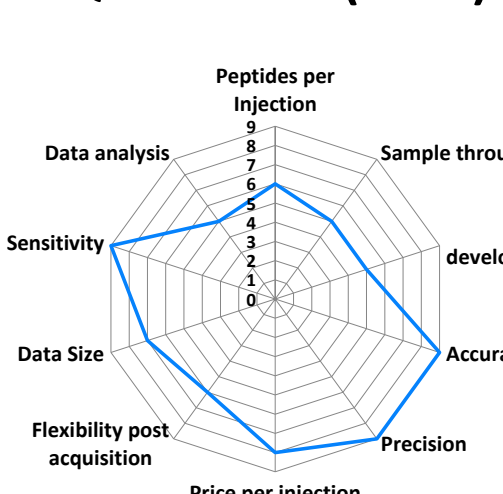 Peptides per
Injection
9
8
7
6
5
4
3
2
1
0
Data analysis
Sample throu
Sensitivity
develo
Data Size
Accura
Flexibility post
acquisition
Precision
Price per injection